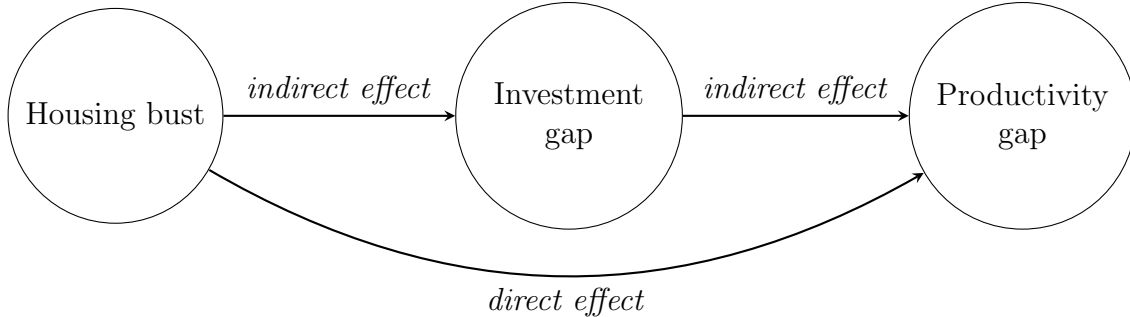 Housing bust
indirect effect
Investment
gap
indirect effect
Productivity
gap
direct effect